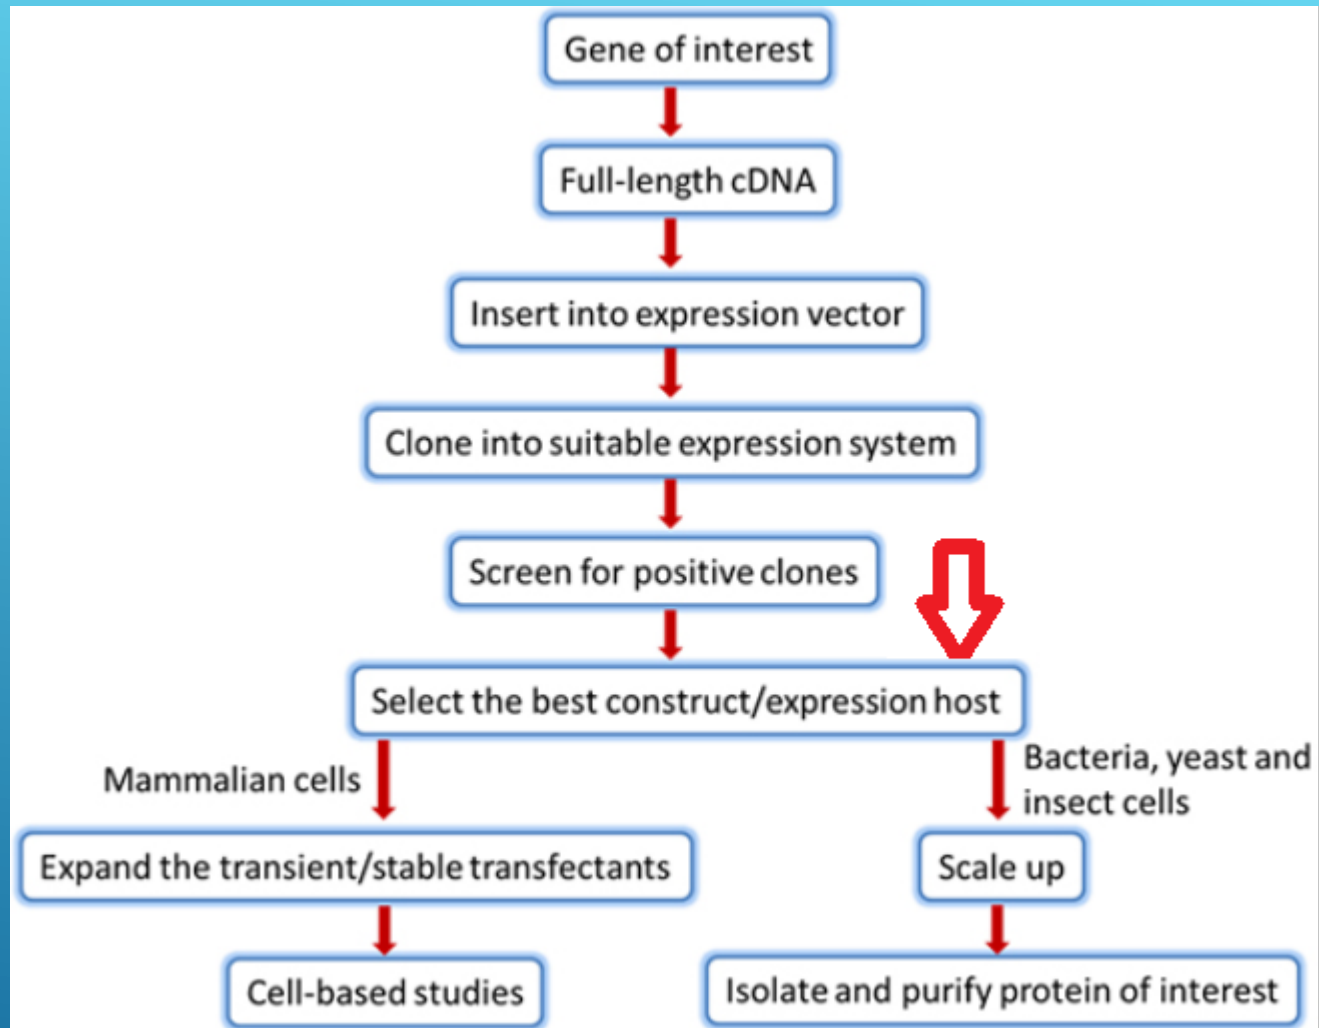 Gene of interest
Full-length cDNA
Insert into expression vector
Clone into suitable expression system
Screen for positive clones
Select the best construct/expression host
Mammalian cells
Bacteria, yeast and
insect cells
Expand the transient/stable transfectants
Scale up
Cell-based studies
Isolate and purify protein of interest